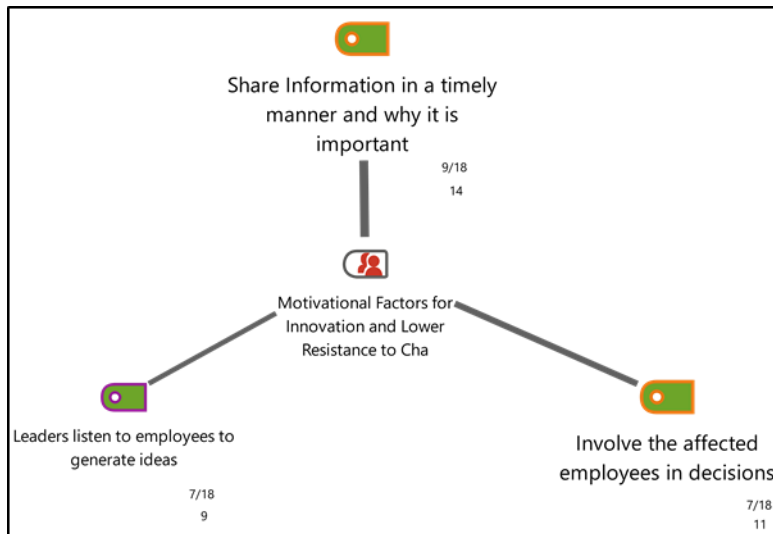 Share Information in a timely
manner and why it is
important
9/18
14
Motivational Factors for
Innovation and Lower
Resistance to Cha
Leaders listen to employees to
generate ideas
7/18
9
Involve the affected
employees in decisions
7/18
11